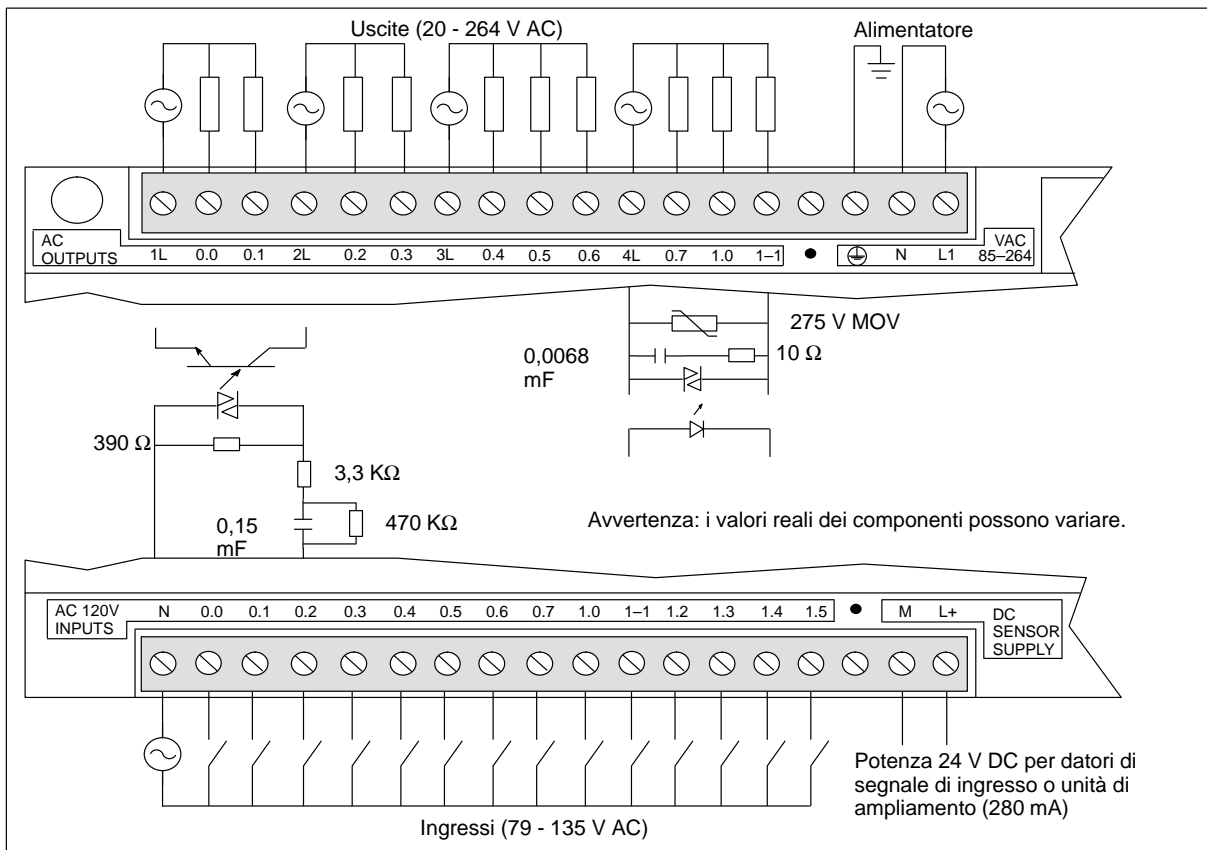 Uscite (20 - 264 V AC)
Alimentatore
AC
OUTPUTS
1L 0.0 0.1 2L 0.2 0.3 3L 0.4 0.5 0.6 4L 0.7 1.0 1–1 ● N L1
VAC
85–264
275 V MOV
0,0068
mF
10 Ω
390 Ω
3,3 KΩ
0,15
mF
470 KΩ
Avvertenza: i valori reali dei componenti possono variare.
AC 120V
INPUTS
N 0.0 0.1 0.2 0.3 0.4 0.5 0.6 0.7 1.0 1–1 1.2 1.3 1.4 1.5 ● M L+
DC
SENSOR
SUPPLY
Potenza 24 V DC per datori di
segnale di ingresso o unità di
ampliamento (280 mA)
Ingressi (79 - 135 V AC)